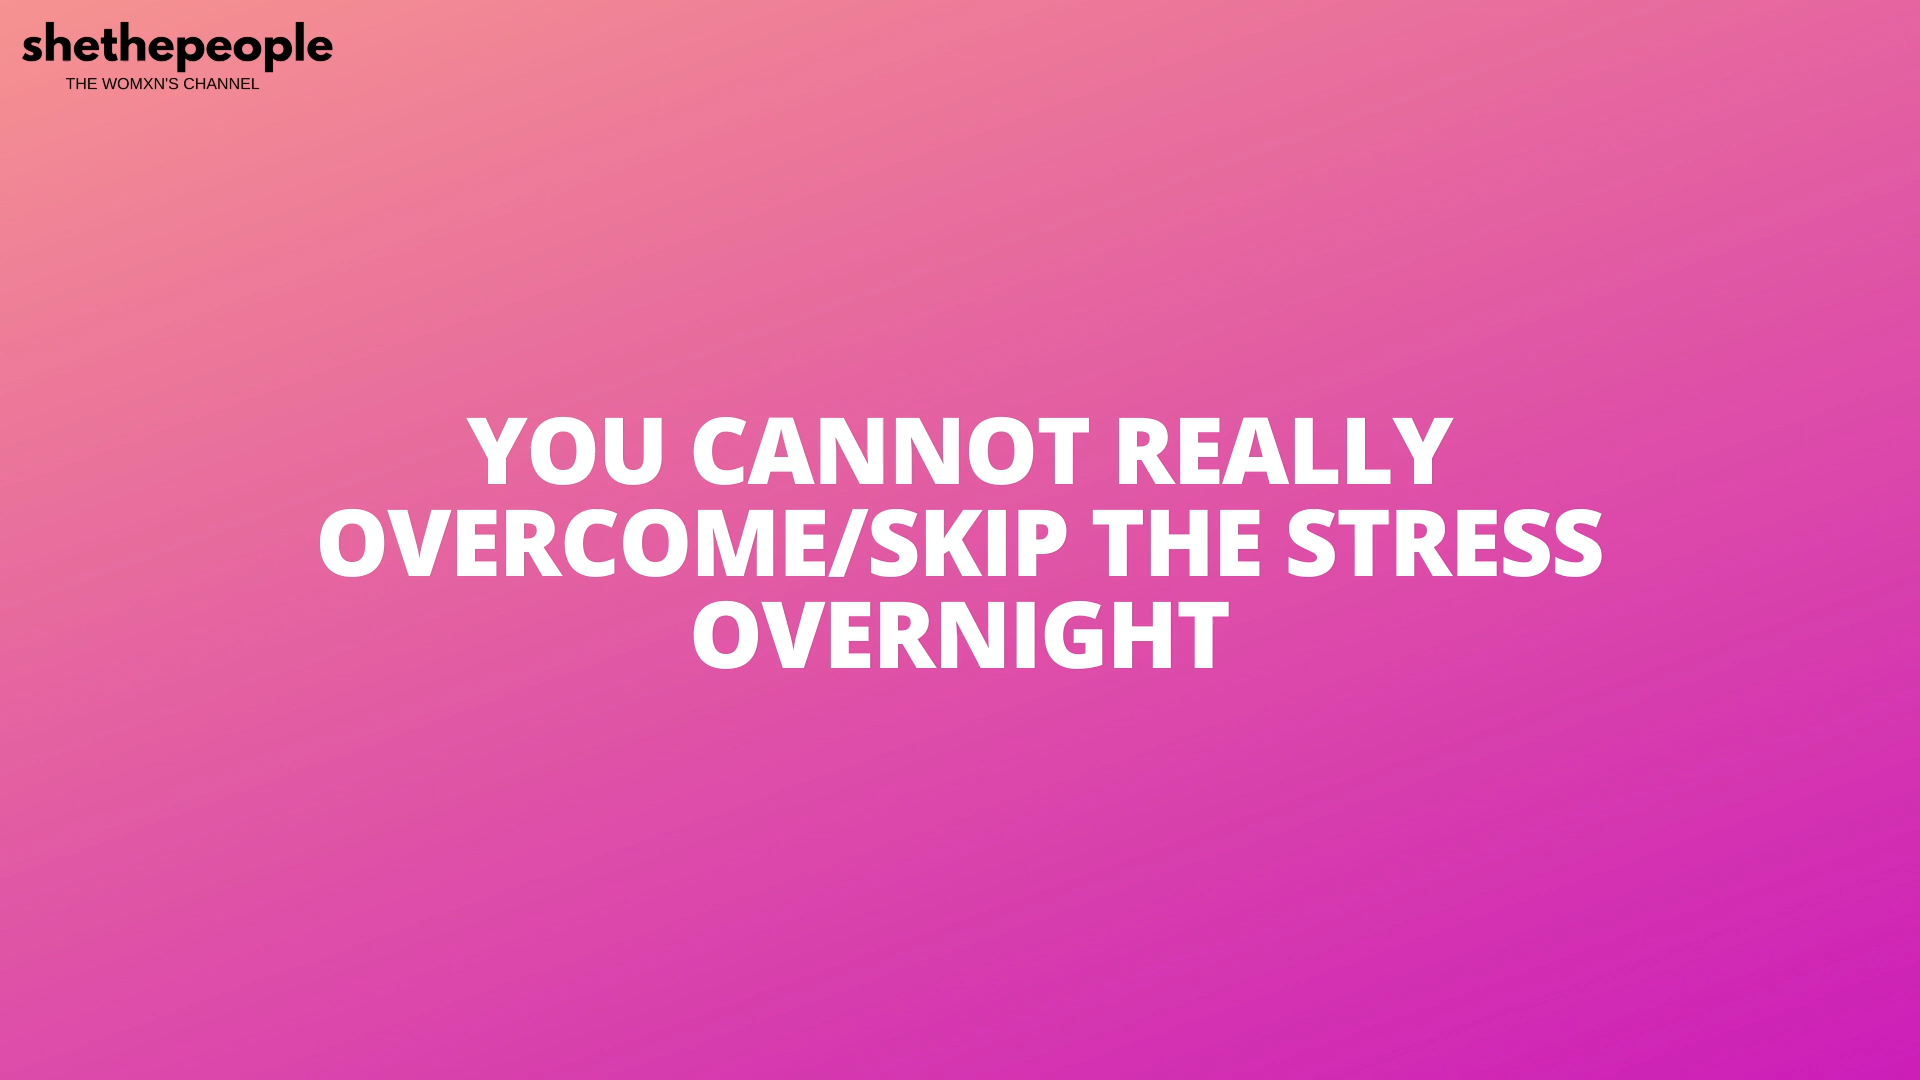 shethepeople
THE WOMXN'S CHANNEL
YOU CANNOT REALLY
OVERCOME/SKIP THE STRESS
OVERNIGHT